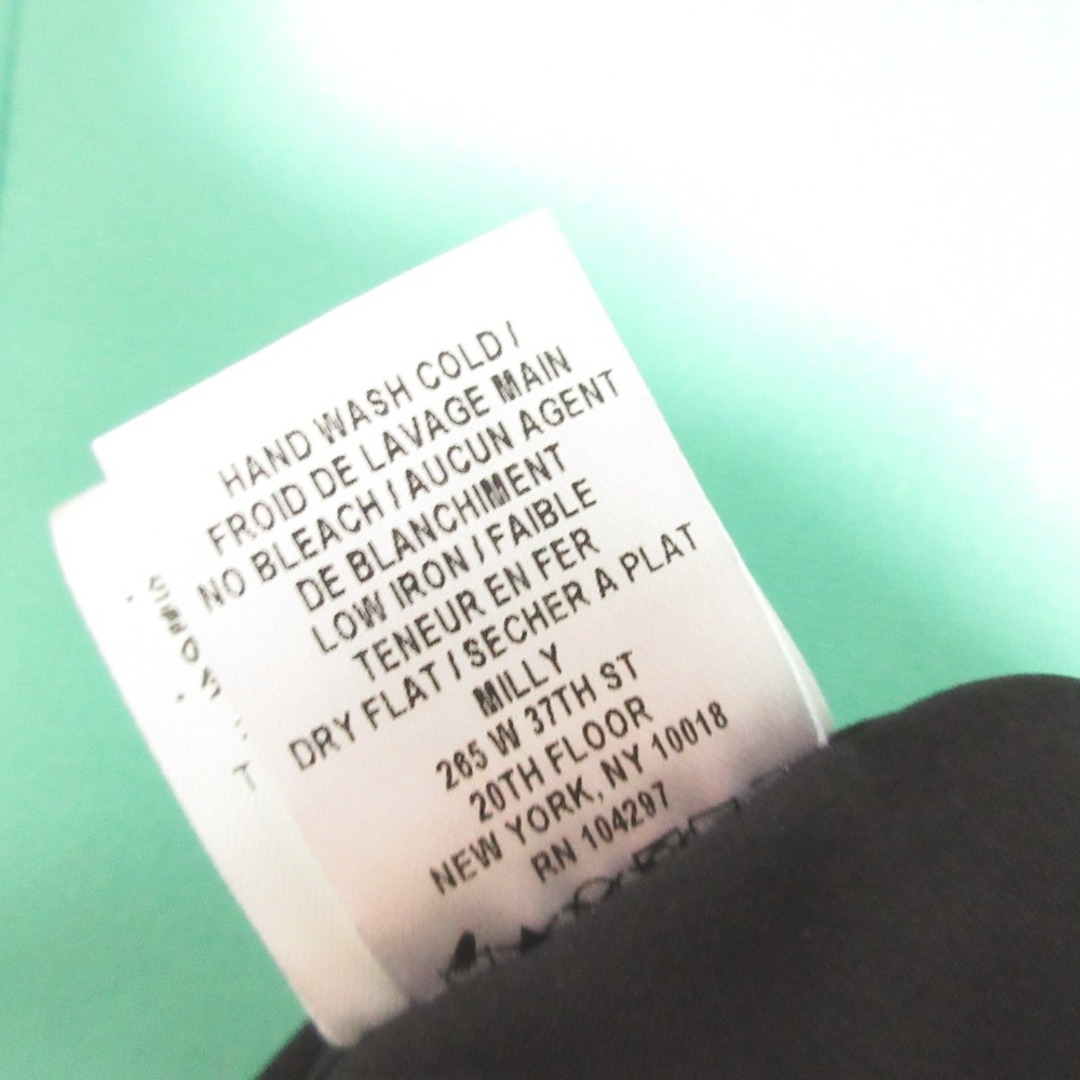 HAND WASH COLD /
FROID DE LAVAGE MAIN
NO BLEACH / AUCUN AGENT
DE BLANCHIMENT
LOW IRON / FAIBLE
TENEUR EN FER
DRY FLAT / SECHER A PLAT
MILLY
265 W 37TH ST
20TH FLOOR
NEW YORK, NY 10018
RN 104297